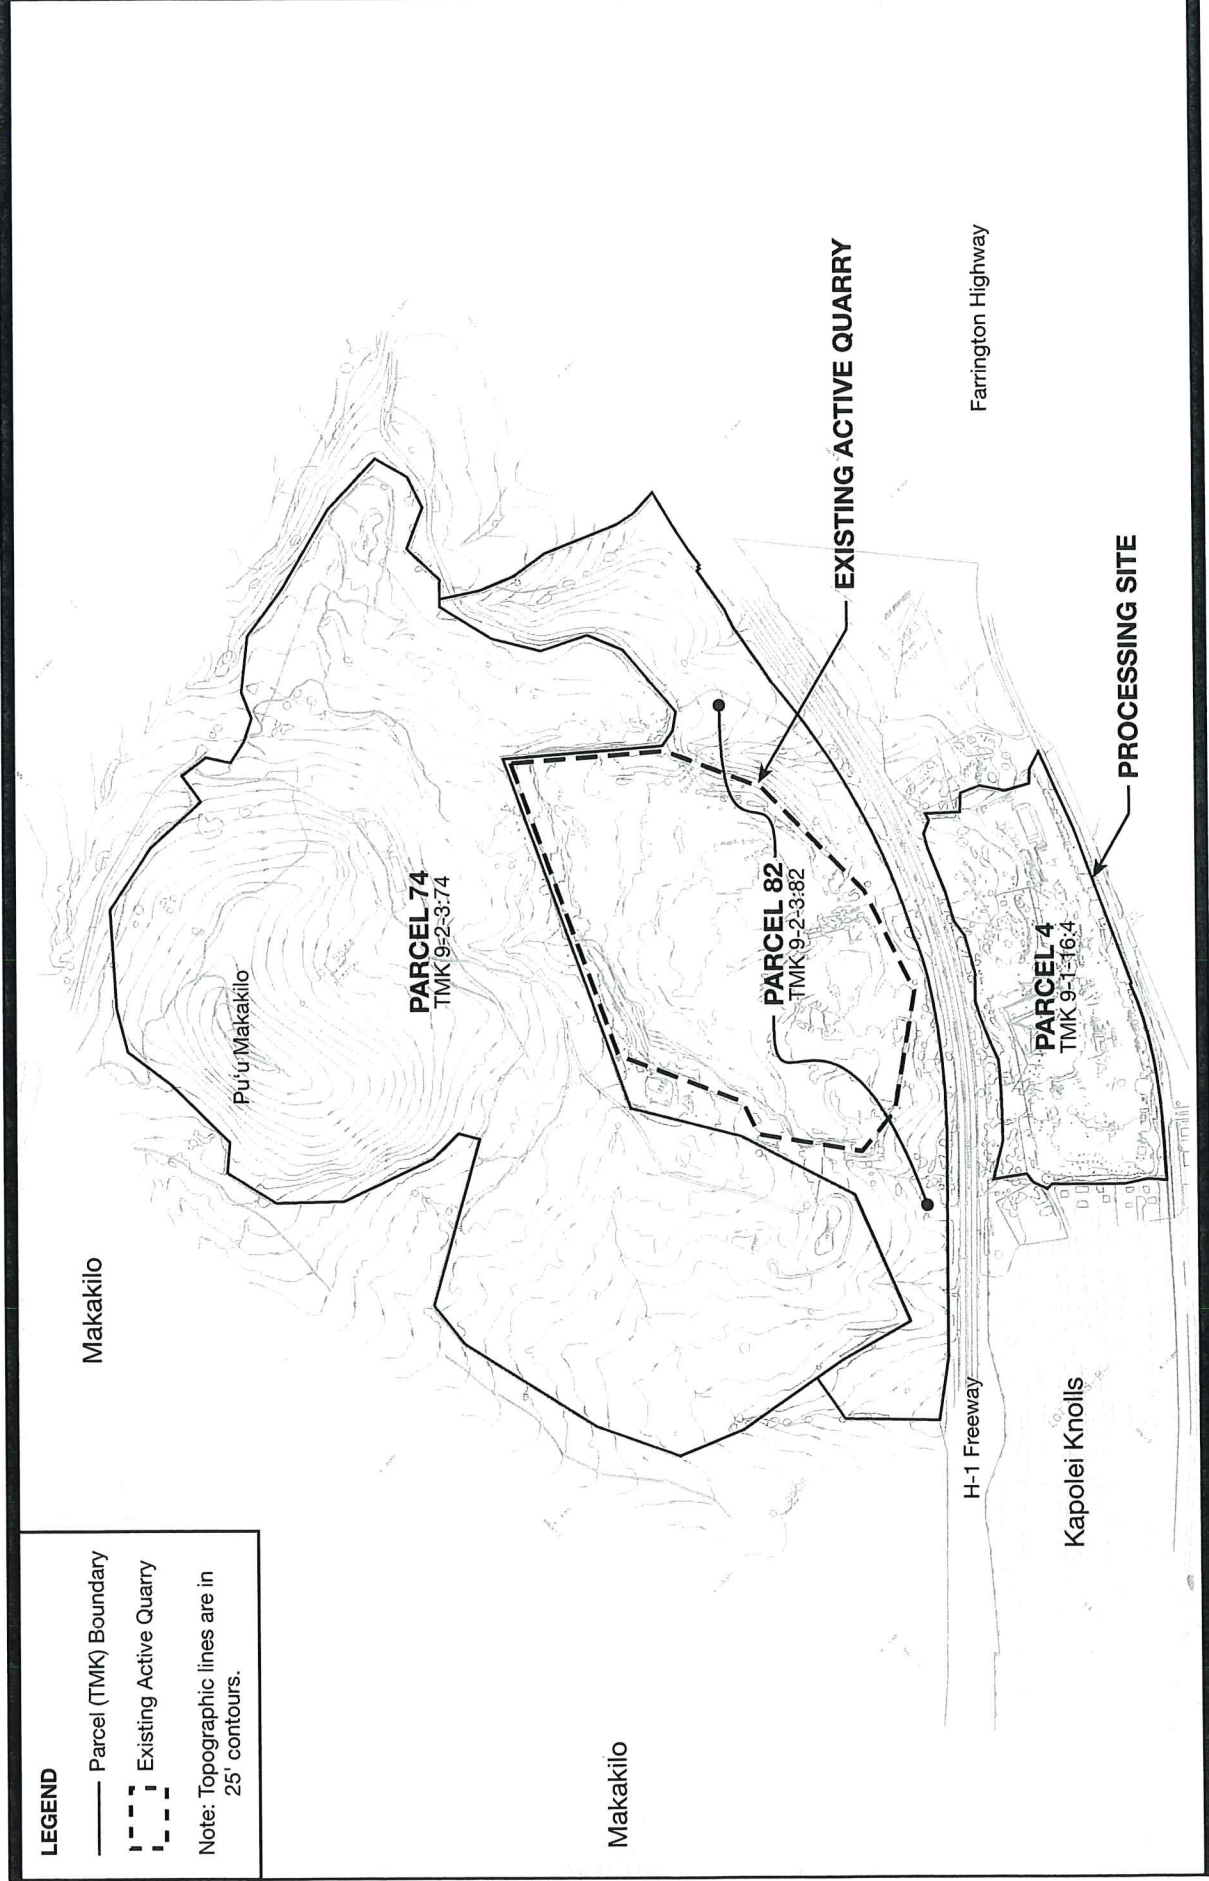 LEGEND
Parcel (TMK) Boundary
Existing Active Quarry
Note: Topographic lines are in
25' contours.
Makakilo
Pu'u Makakilo
PARCEL 74
TMK 9-2-3:74
Makakilo
PARCEL 82
TMK 9-2-3:82
EXISTING ACTIVE QUARRY
Farrington Highway
H-1 Freeway
PARCEL 4
TMK 9-1-16:4
Kapolei Knolls
PROCESSING SITE